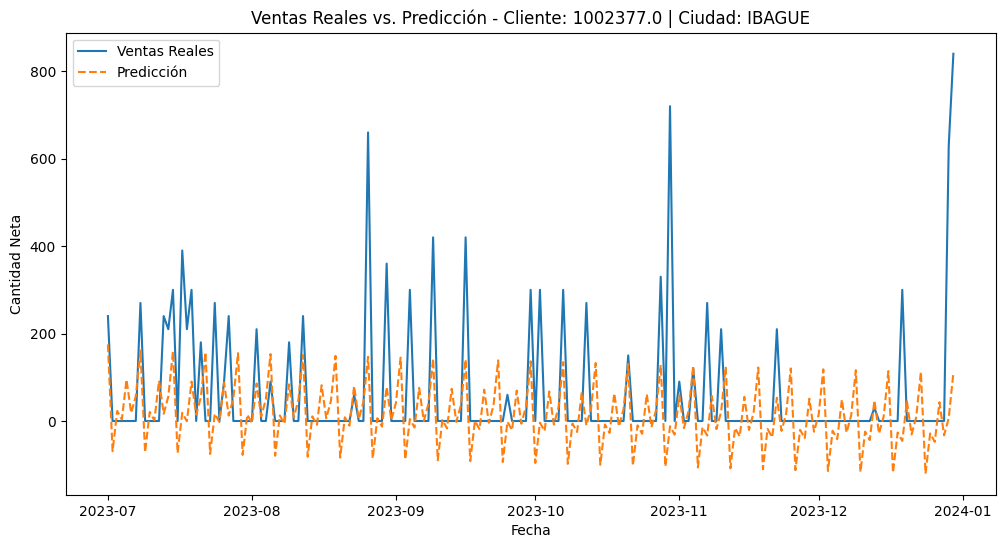 Ventas Reales vs. Predicción - Cliente: 1002377.0 | Ciudad: IBAGUE
Ventas Reales
Predicción
Cantidad Neta
800
600
400
200
0
2023-07
2023-08
2023-09
2023-10
2023-11
2023-12
2024-01
Fecha